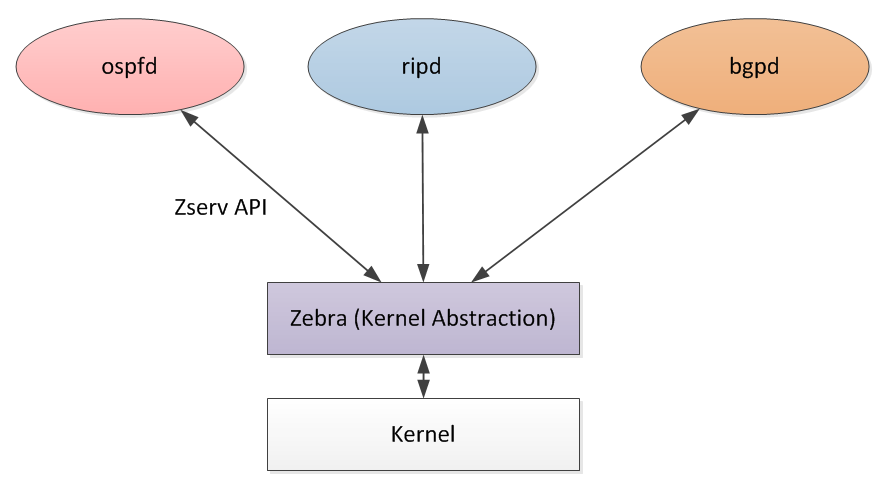 ospfd
ripd
bgpd
Zserv API
Zebra (Kernel Abstraction)
Kernel